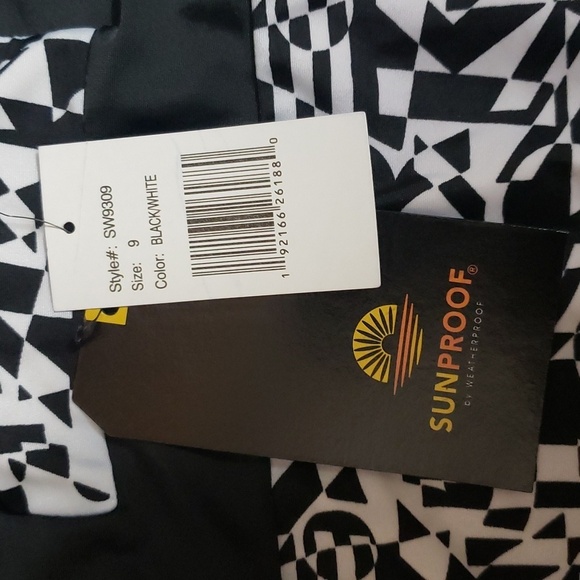 Style#: SW9309
Size: 9
Color: BLACK/WHITE
1 92166 26188 0
SUNPROOF®
BY WEATHERPROOF